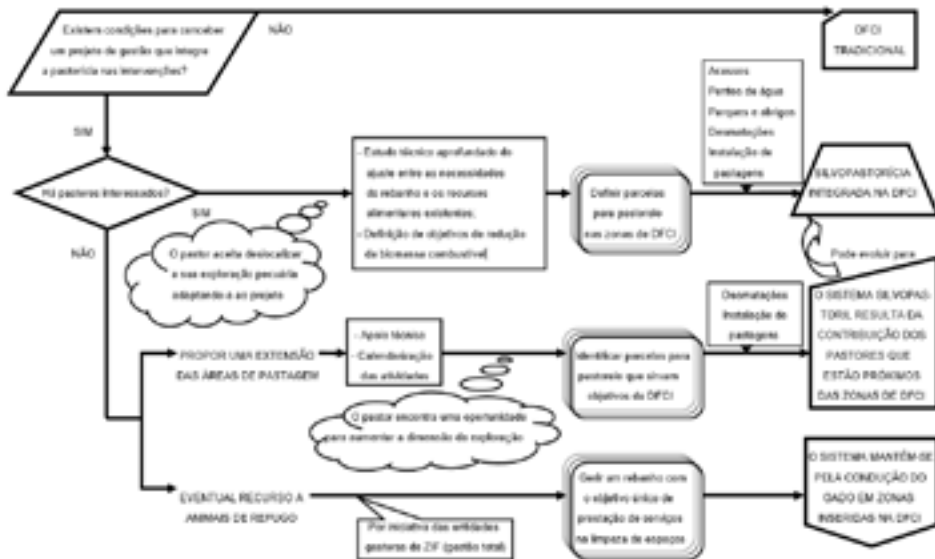 Existem condições para conceber
um projeto de gestão que integre
a pastorícia nas intervenções?
NÃO
DFCI
TRADICIONAL
SIM
Há pastores interessados?
SIM
NÃO
- Estudo técnico aprofundado do
ajuste entre as necessidades
do rebanho e os recursos
alimentares existentes;
- Definição de objetivos de redução
da biomassa combustível
Definir parcelas
para pastoreio
nas zonas de DFCI
Acessos
Pontos de água
Parques e abrigos
Desmatações
Instalação de
pastagens
SILVOPASTORÍCIA
INTEGRADA NA DFCI
O pastor aceita deslocalizar
a sua exploração pecuária
adaptando-a ao projeto
Pode evoluir para
PROPOR UMA EXTENSÃO
DAS ÁREAS DE PASTAGEM
- Apoio técnico
- Calendarização
das atividades
Identificar parcelas para
pastoreio que sirvam
objetivos de DFCI
Desmatações
Instalação de
pastagens
O SISTEMA SILVOPAS-
TORIL RESULTA DA
CONTRIBUIÇÃO DOS
PASTORES QUE
ESTÃO PRÓXIMOS
DAS ZONAS DE DFCI
O pastor encontra uma oportunidade
para aumentar a dimensão da exploração
EVENTUAL RECURSO A
ANIMAIS DE REFUGO
Por iniciativa das entidades
gestoras da ZIF (gestão total)
Gerir um rebanho com
o objetivo único de
prestação de serviços
na limpeza de espaços
O SISTEMA MANTÉM-SE
PELA CONDUÇÃO DO
GADO EM ZONAS
INSERIDAS NA DFCI